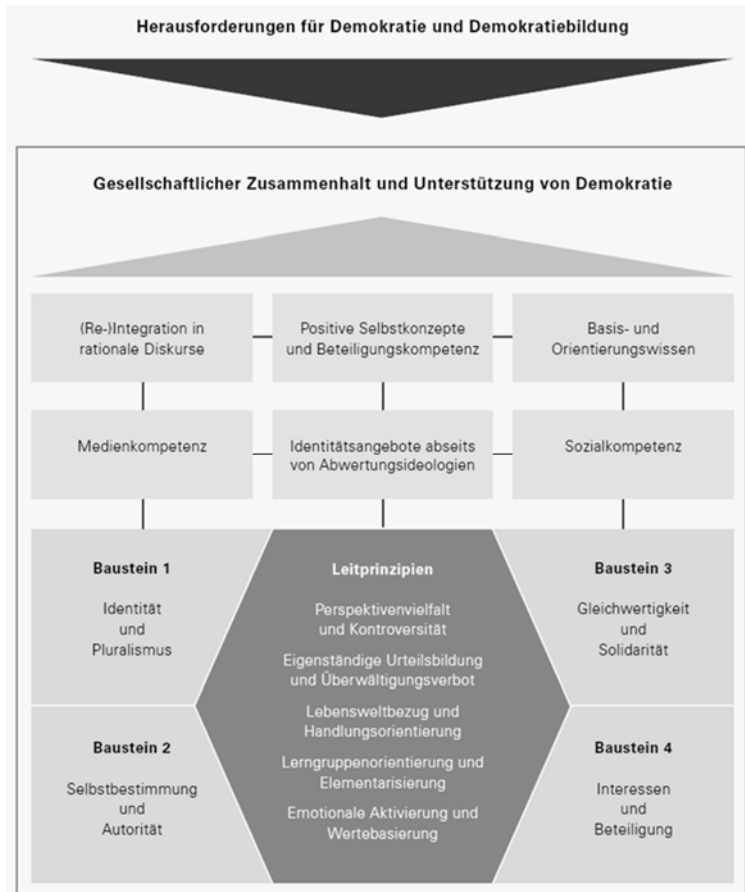 Herausforderungen für Demokratie und Demokratiebildung
Gesellschaftlicher Zusammenhalt und Unterstützung von Demokratie
(Re-)Integration in
rationale Diskurse
Positive Selbstkonzepte
und Beteiligungskompetenz
Basis- und
Orientierungswissen
Medienkompetenz
Identitätsangebote abseits
von Abwertungsideologien
Sozialkompetenz
Baustein 1
Identität
und
Pluralismus
Baustein 2
Selbstbestimmung
und
Autorität
Leitprinzipien
Perspektivenvielfalt
und Kontroversität
Eigenständige Urteilsbildung
und Überwältigungsverbot
Lebensweltbezug und
Handlungsorientierung
Lerngruppenorientierung und
Elementarisierung
Emotionale Aktivierung und
Wertebasierung
Baustein 3
Gleichwertigkeit
und
Solidarität
Baustein 4
Interessen
und
Beteiligung